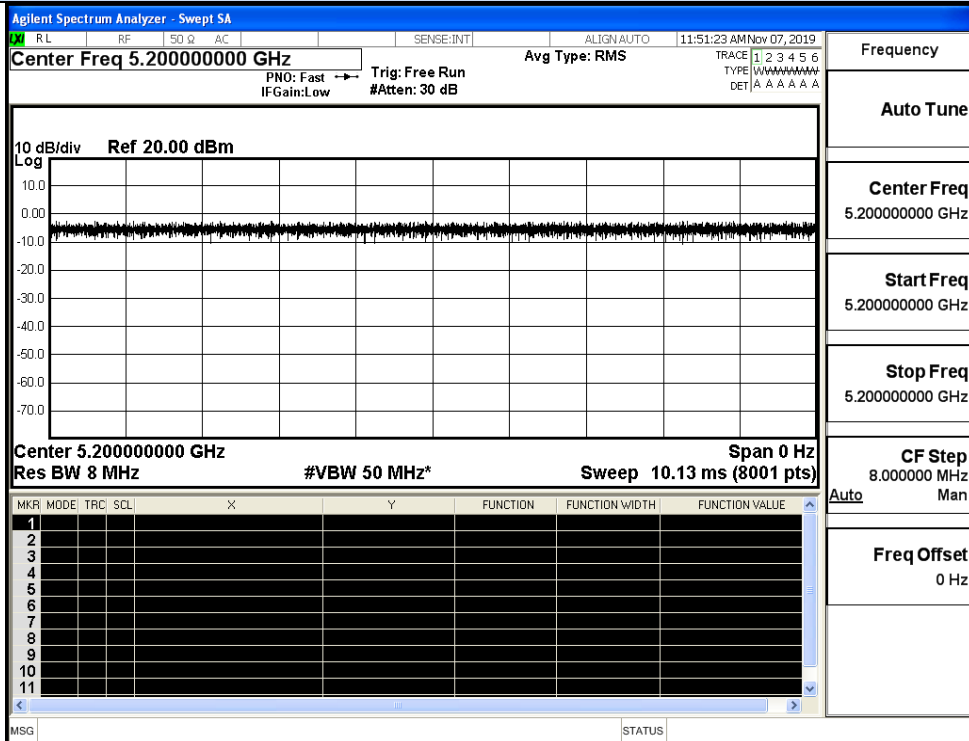 Agilent Spectrum Analyzer - Swept SA
LXI RL RF 50 Ω AC SENSE:INT ALIGN AUTO 11:51:23 AM Nov 07, 2019
Center Freq 5.200000000 GHz
PNO: Fast
IFGain:Low
Trig: Free Run
#Atten: 30 dB
Avg Type: RMS
TRACE 1 2 3 4 5 6
TYPE WWWWWW
DET A A A A A A
10 dB/div Ref 20.00 dBm
Log
10.0
0.00
-10.0
-20.0
-30.0
-40.0
-50.0
-60.0
-70.0
Center 5.200000000 GHz Span 0 Hz
Res BW 8 MHz #VBW 50 MHz* Sweep 10.13 ms (8001 pts)
MKR MODE TRC SCL X Y FUNCTION FUNCTION WIDTH FUNCTION VALUE
1
2
3
4
5
6
7
8
9
10
11
MSG STATUS
Frequency
Auto Tune
Center Freq
5.200000000 GHz
Start Freq
5.200000000 GHz
Stop Freq
5.200000000 GHz
CF Step
8.000000 MHz
Auto Man
Freq Offset
0 Hz